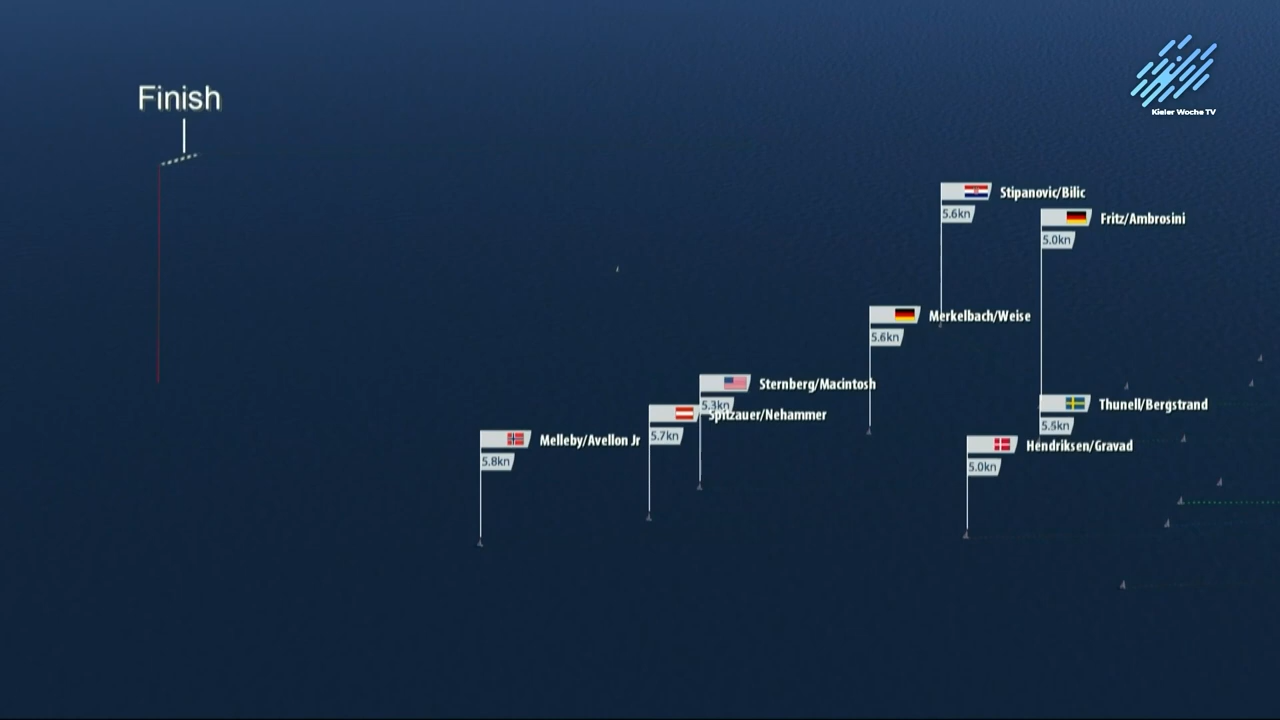 Kieler Woche TV
Finish
Stipanovic/Bilic
5.6kn
Fritz/Ambrosini
5.0kn
Merkelbach/Weise
5.6kn
Sternberg/Macintosh
5.3kn
Spitzauer/Nehammer
5.7kn
Thunell/Bergstrand
5.5kn
Melleby/Avellon Jr
5.8kn
Hendriksen/Gravad
5.0kn